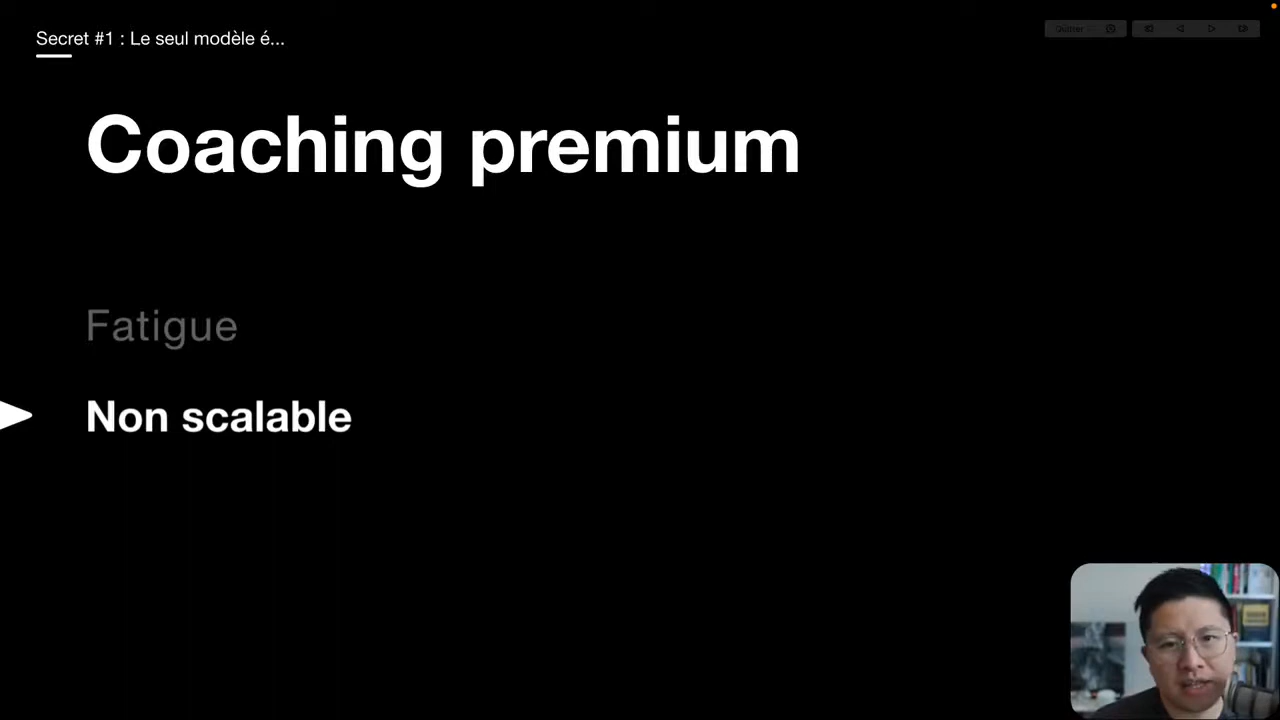 Secret #1 : Le seul modèle é...
Coaching premium
Fatigue
Non scalable